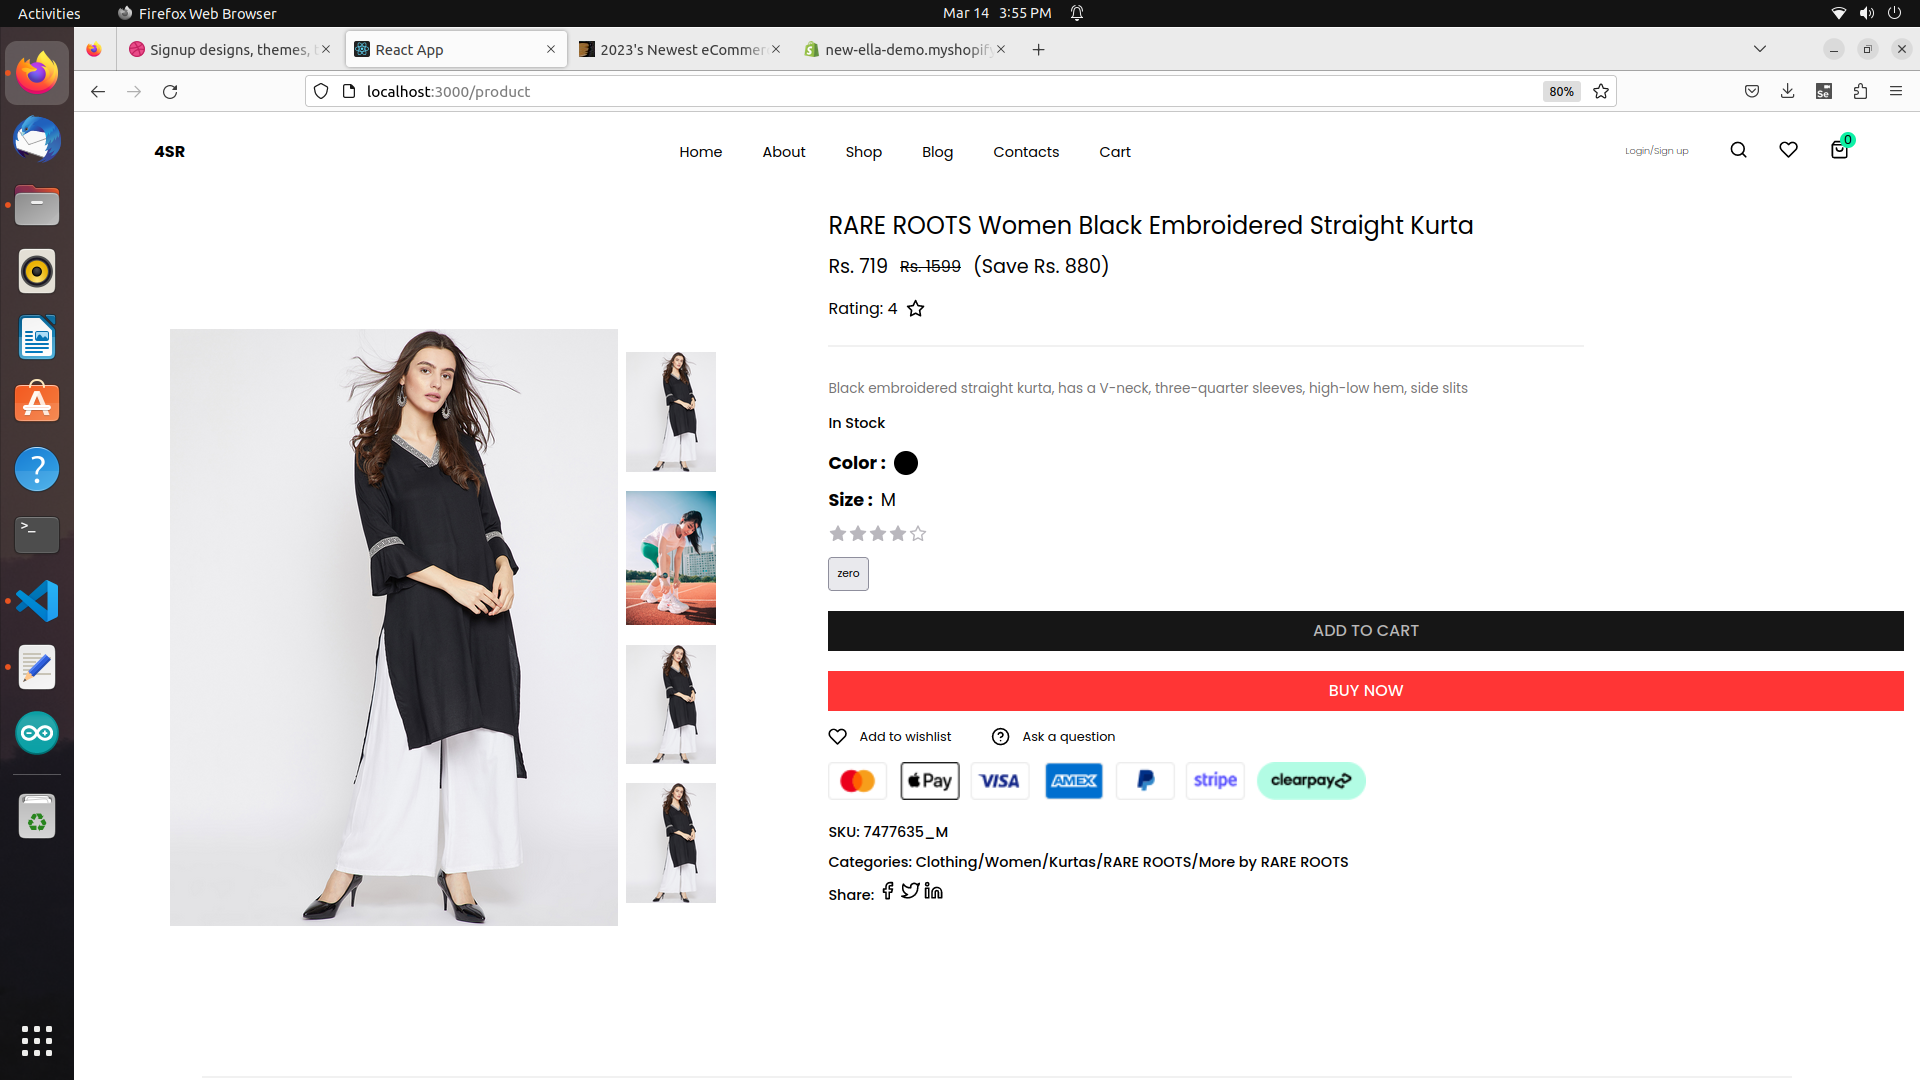 Activities Firefox Web Browser Mar 14 3:55 PM
Signup designs, themes, t React App 2023's Newest eCommer new-ella-demo.myshopify
localhost:3000/product 80%
4SR Home About Shop Blog Contacts Cart Login/Sign up 0
RARE ROOTS Women Black Embroidered Straight Kurta
Rs. 719 Rs. 1599 (Save Rs. 880)
Rating: 4
Black embroidered straight kurta, has a V-neck, three-quarter sleeves, high-low hem, side slits
In Stock
Color :
Size : M
zero
ADD TO CART
BUY NOW
Add to wishlist Ask a question
Pay VISA AMEX stripe clearpay
SKU: 7477635_M
Categories: Clothing/Women/Kurtas/RARE ROOTS/More by RARE ROOTS
Share: